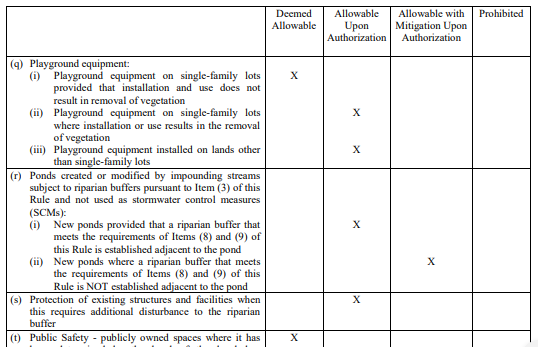 Deemed Allowable Allowable with Prohibited
Allowable Upon Mitigation Upon
Authorization Authorization
(q) Playground equipment:
(i) Playground equipment on single-family lots X
provided that installation and use does not
result in removal of vegetation
(ii) Playground equipment on single-family lots X
where installation or use results in the removal
of vegetation
(iii) Playground equipment installed on lands other X
than single-family lots
(r) Ponds created or modified by impounding streams
subject to riparian buffers pursuant to Item (3) of this
Rule and not used as stormwater control measures
(SCMs):
(i) New ponds provided that a riparian buffer that X
meets the requirements of Items (8) and (9) of
this Rule is established adjacent to the pond
(ii) New ponds where a riparian buffer that meets X
the requirements of Items (8) and (9) of this
Rule is NOT established adjacent to the pond
(s) Protection of existing structures and facilities when X
this requires additional disturbance to the riparian
buffer
(t) Public Safety - publicly owned spaces where it has X